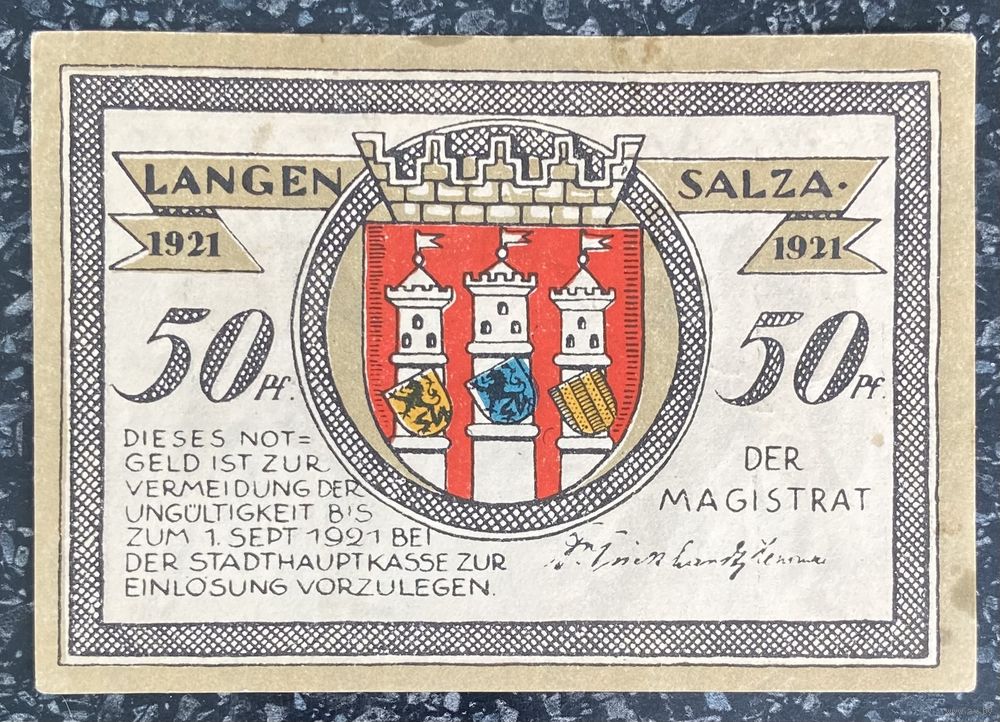 LANGEN SALZA·
1921 1921
50 Pf. 50 Pf.
DIESES NOT=
GELD IST ZUR
VERMEIDUNG DER
UNGÜLTIGKEIT BIS
ZUM 1. SEPT 1921 BEI
DER STADTHAUPTKASSE ZUR
EINLÖSUNG VORZULEGEN.
DER
MAGISTRAT